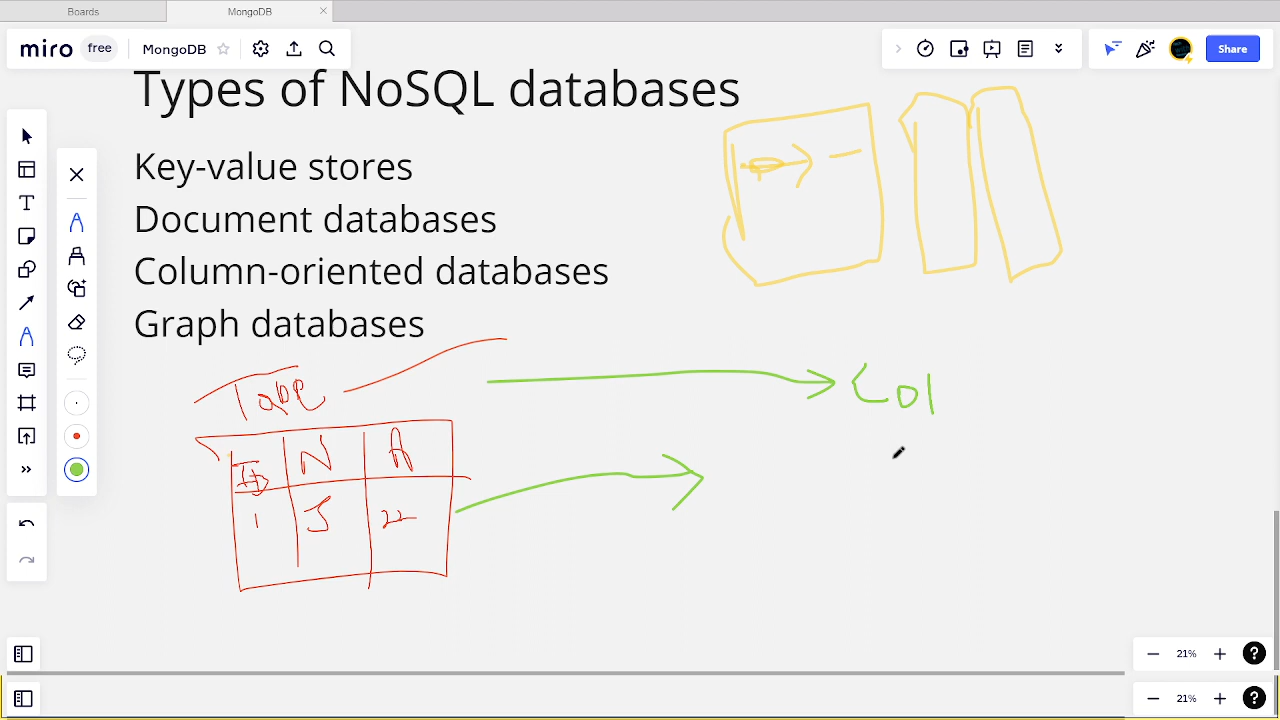 Boards
MongoDB
miro free MongoDB
Share
Types of NoSQL databases
Key-value stores
Document databases
Column-oriented databases
Graph databases
Table
Col
ID N A
1 J 22
21%
21%